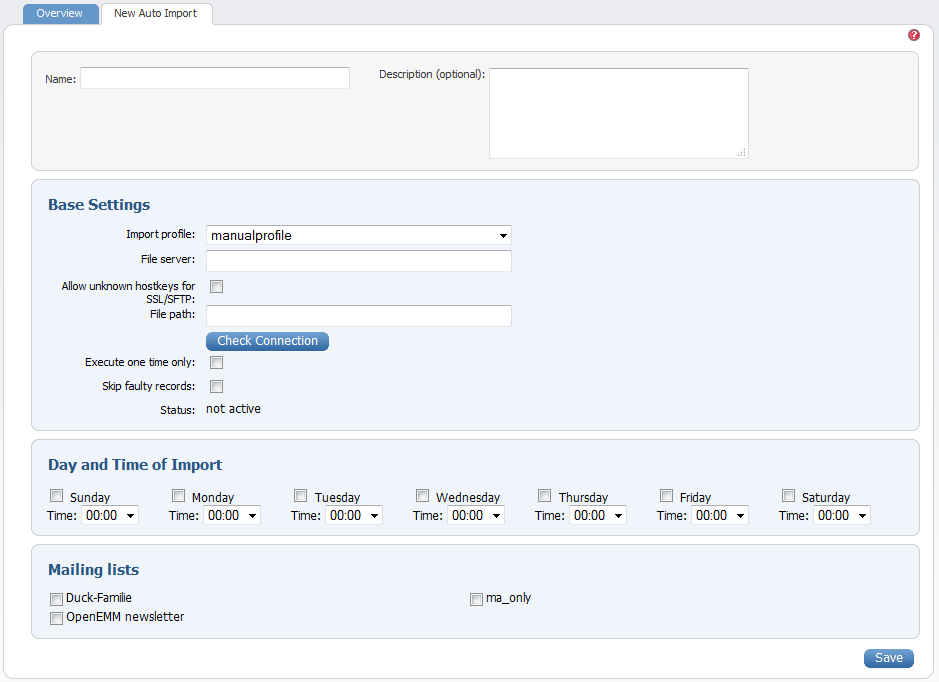 Overview New Auto Import
?
Name: Description (optional):
Base Settings
Import profile: manualprofile
File server:
Allow unknown hostkeys for
SSL/SFTP:
File path:
Check Connection
Execute one time only:
Skip faulty records:
Status: not active
Day and Time of Import
Sunday Monday Tuesday Wednesday Thursday Friday Saturday
Time: 00:00 Time: 00:00 Time: 00:00 Time: 00:00 Time: 00:00 Time: 00:00 Time: 00:00
Mailing lists
Duck-Familie ma_only
OpenEMM newsletter
Save